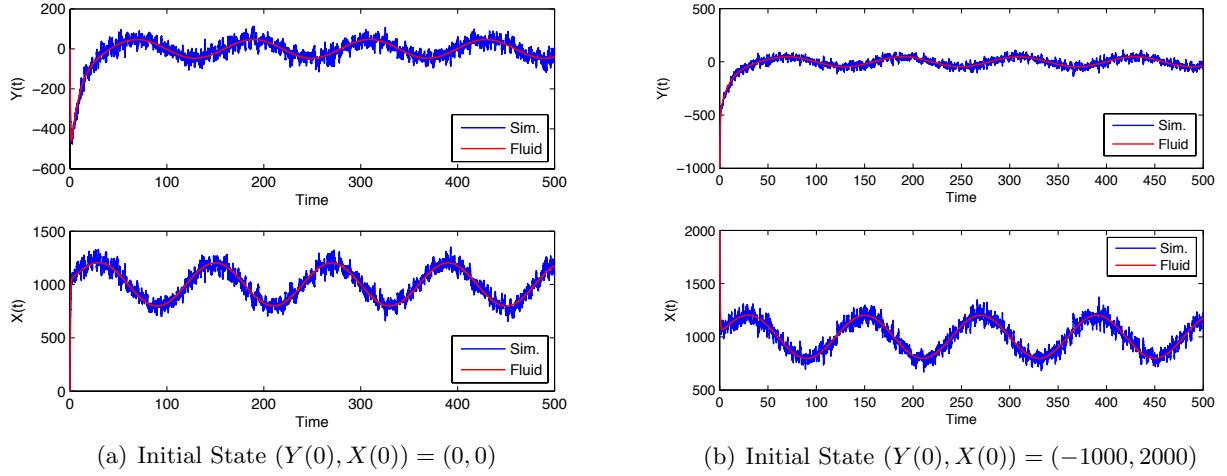 200
0
−200
−400
−600
Y(t)
Sim.
Fluid
0 100 200 300 400 500
Time
1500
1000
500
0
X(t)
Sim.
Fluid
0 100 200 300 400 500
Time
(a) Initial State (Y(0), X(0)) = (0, 0)
500
0
−500
−1000
Y(t)
Sim.
Fluid
0 50 100 150 200 250 300 350 400 450 500
Time
2000
1500
1000
500
X(t)
Sim.
Fluid
0 50 100 150 200 250 300 350 400 450 500
Time
(b) Initial State (Y(0), X(0)) = (−1000, 2000)